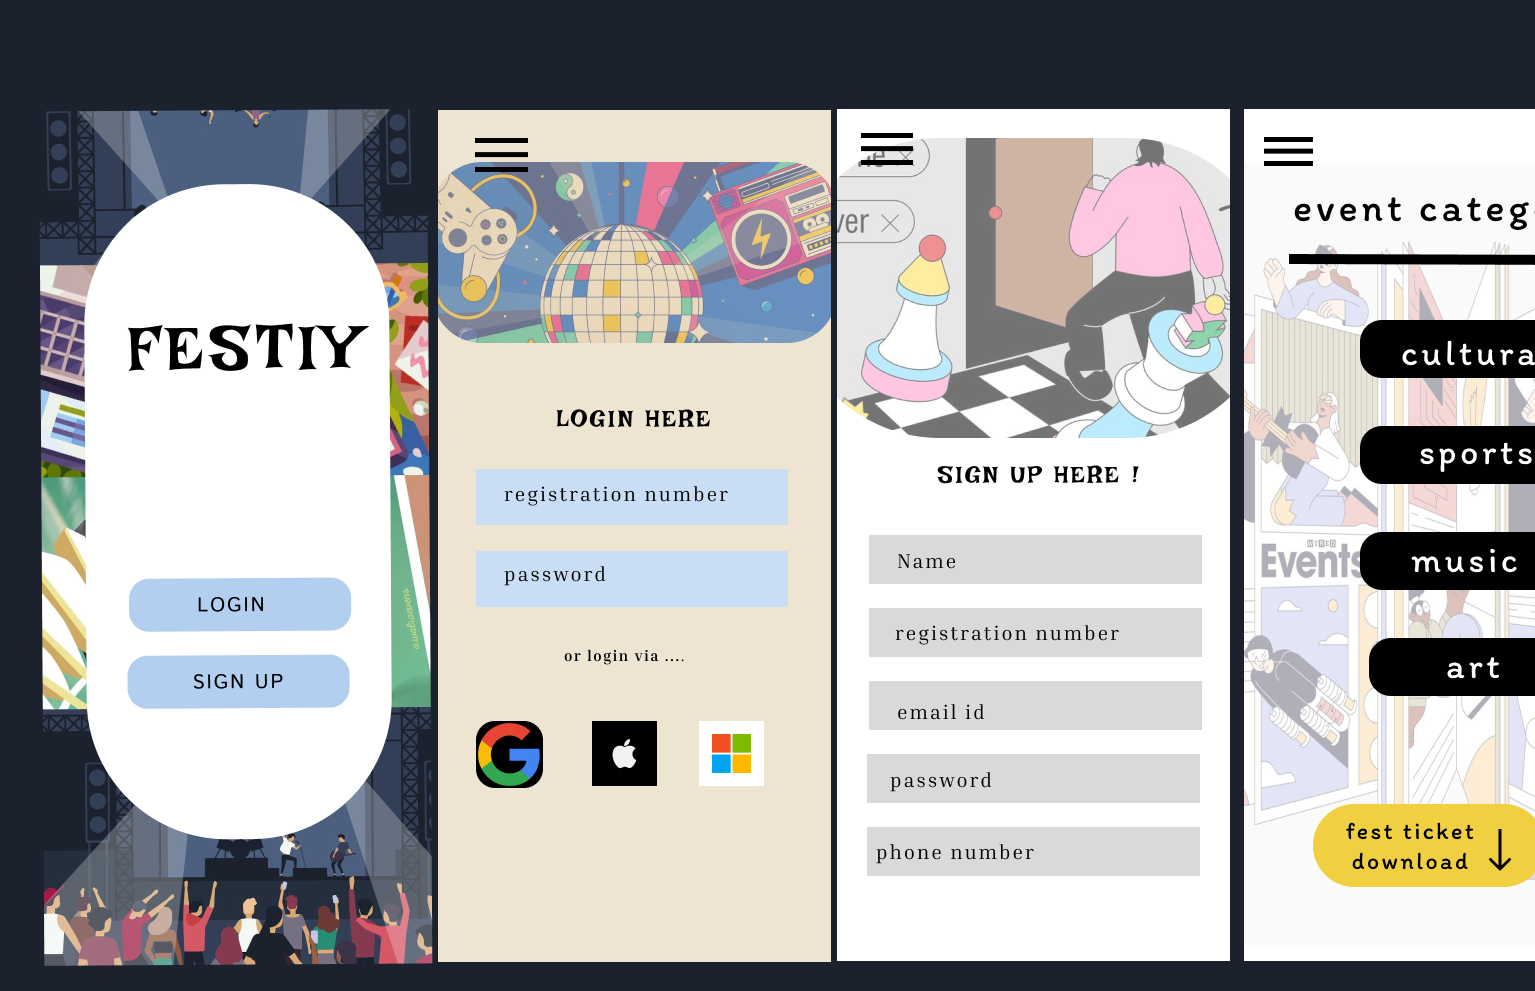 FESTIY
LOGIN
SIGN UP
LOGIN HERE
registration number
password
or login via ....
ver
SIGN UP HERE !
Name
registration number
email id
password
phone number
event categ
cultura
sports
WIRED
Events
music
art
fest ticket
download